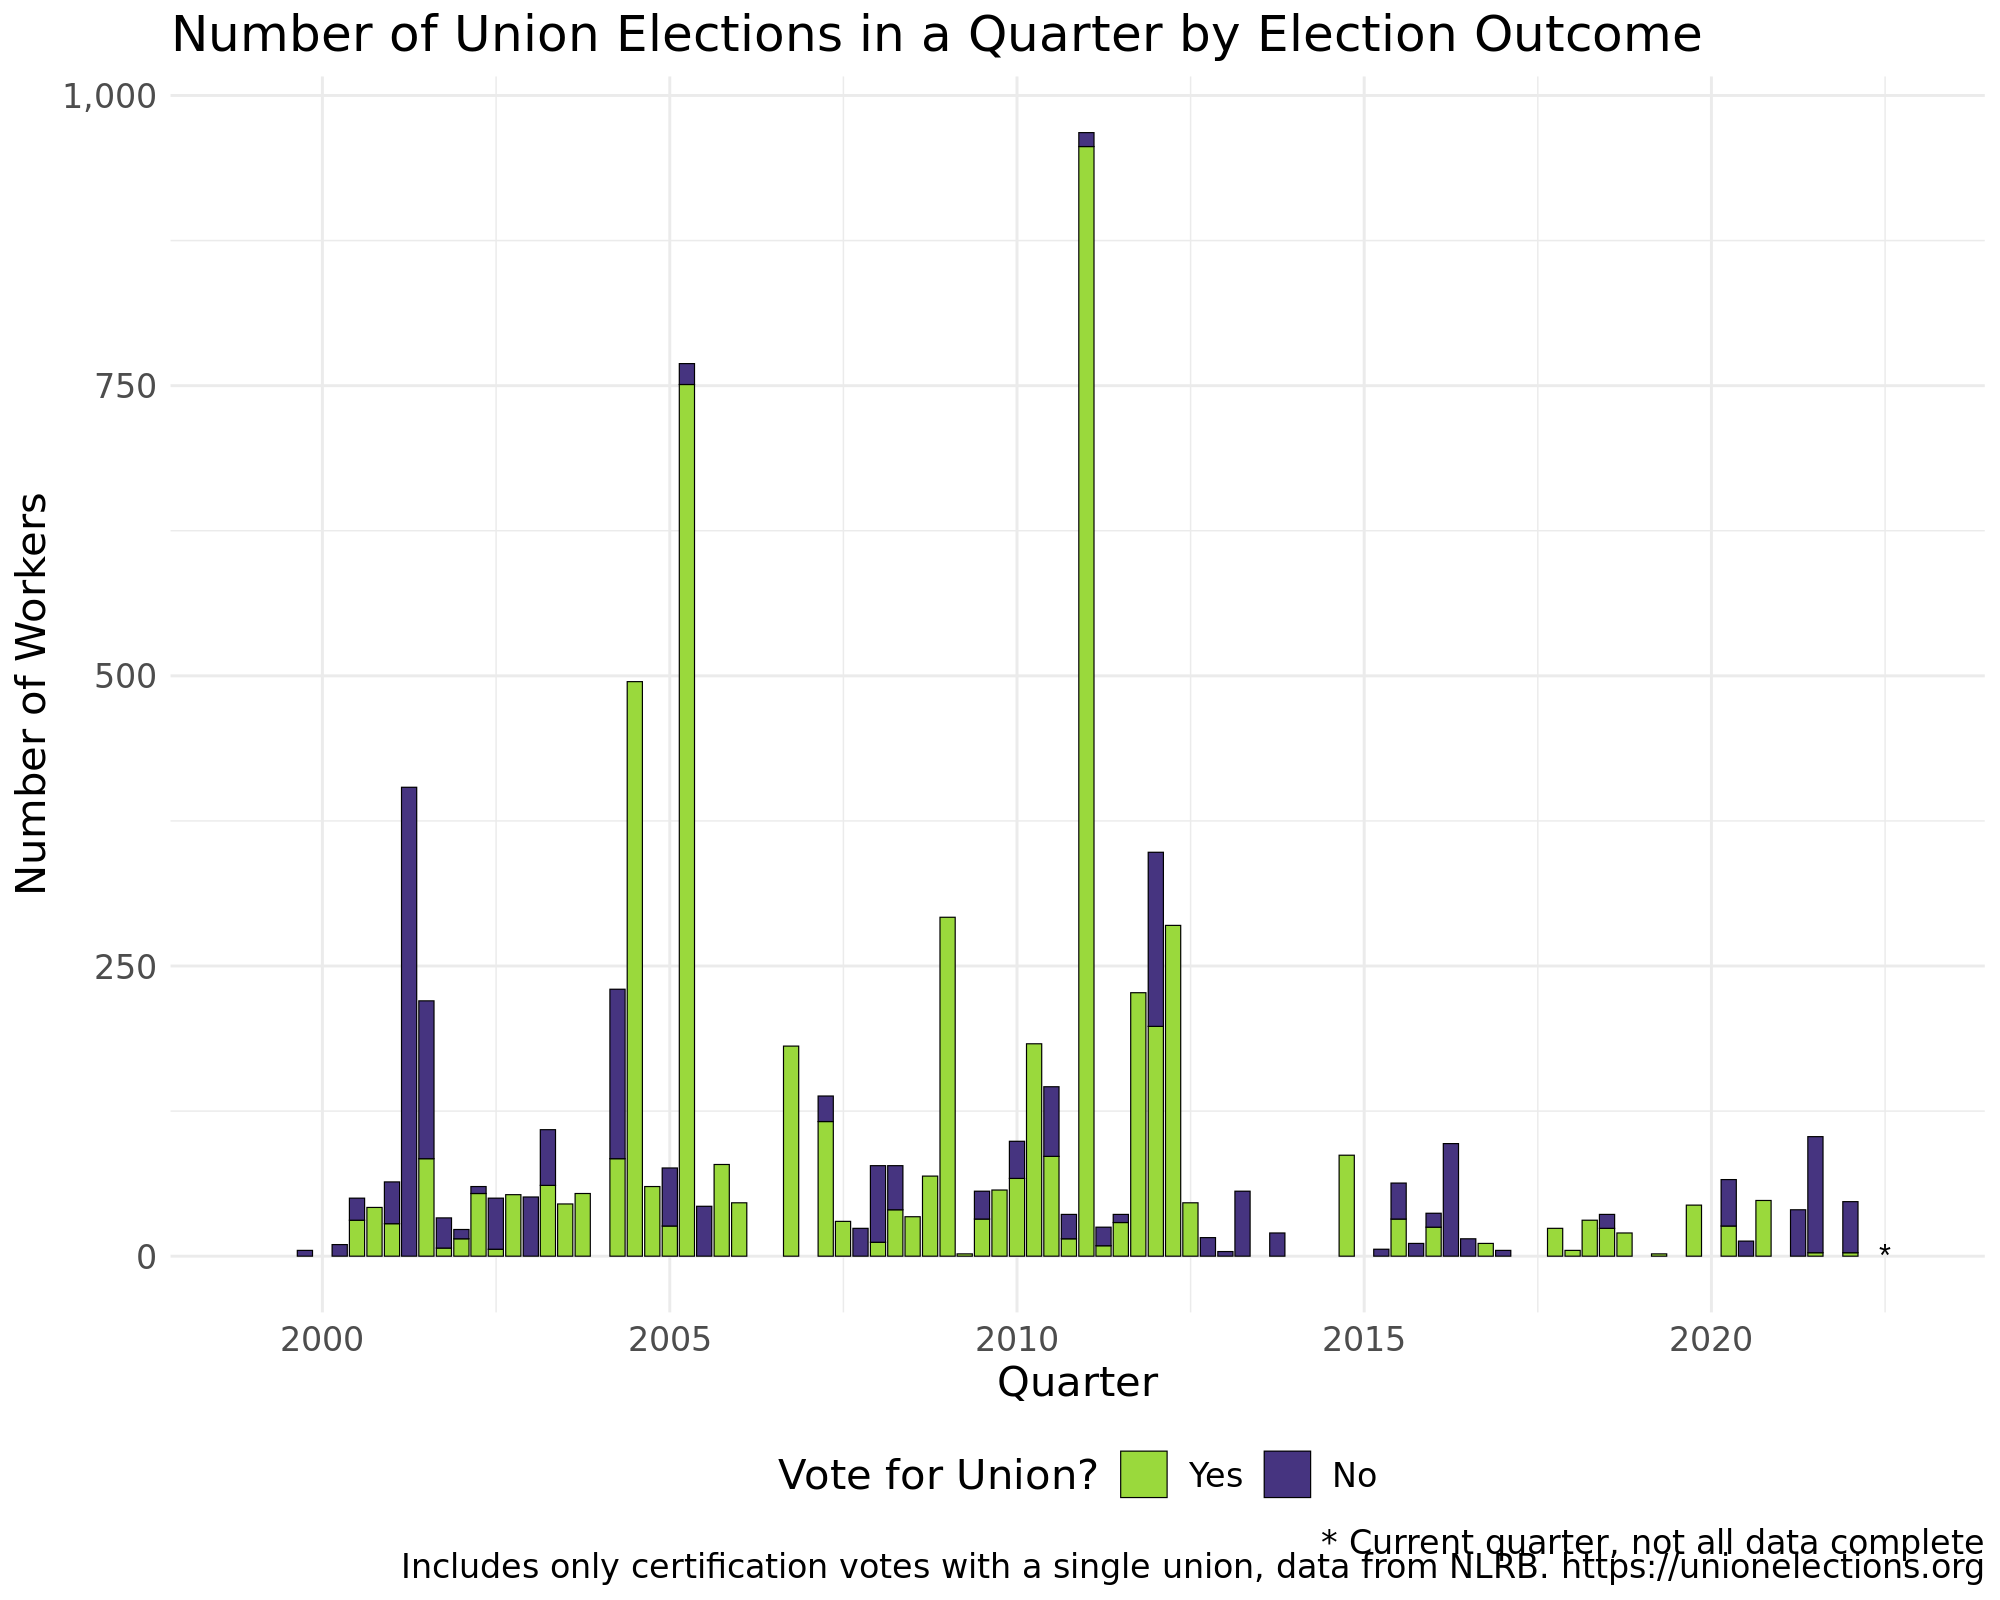 Number of Union Elections in a Quarter by Election Outcome
1,000
750
500
250
0
Number of Workers
*
2000 2005 2010 2015 2020
Quarter
Vote for Union? Yes No
* Current quarter, not all data complete
Includes only certification votes with a single union, data from NLRB. https://unionelections.org